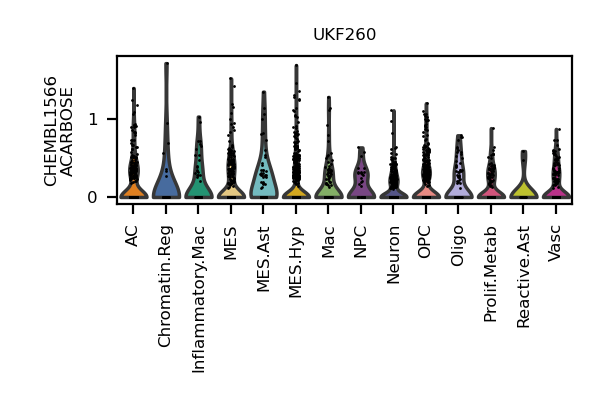 UKF260
CHEMBL1566
ACARBOSE
1
0
AC
Chromatin.Reg
Inflammatory.Mac
MES
MES.Ast
MES.Hyp
Mac
NPC
Neuron
OPC
Oligo
Prolif.Metab
Reactive.Ast
Vasc